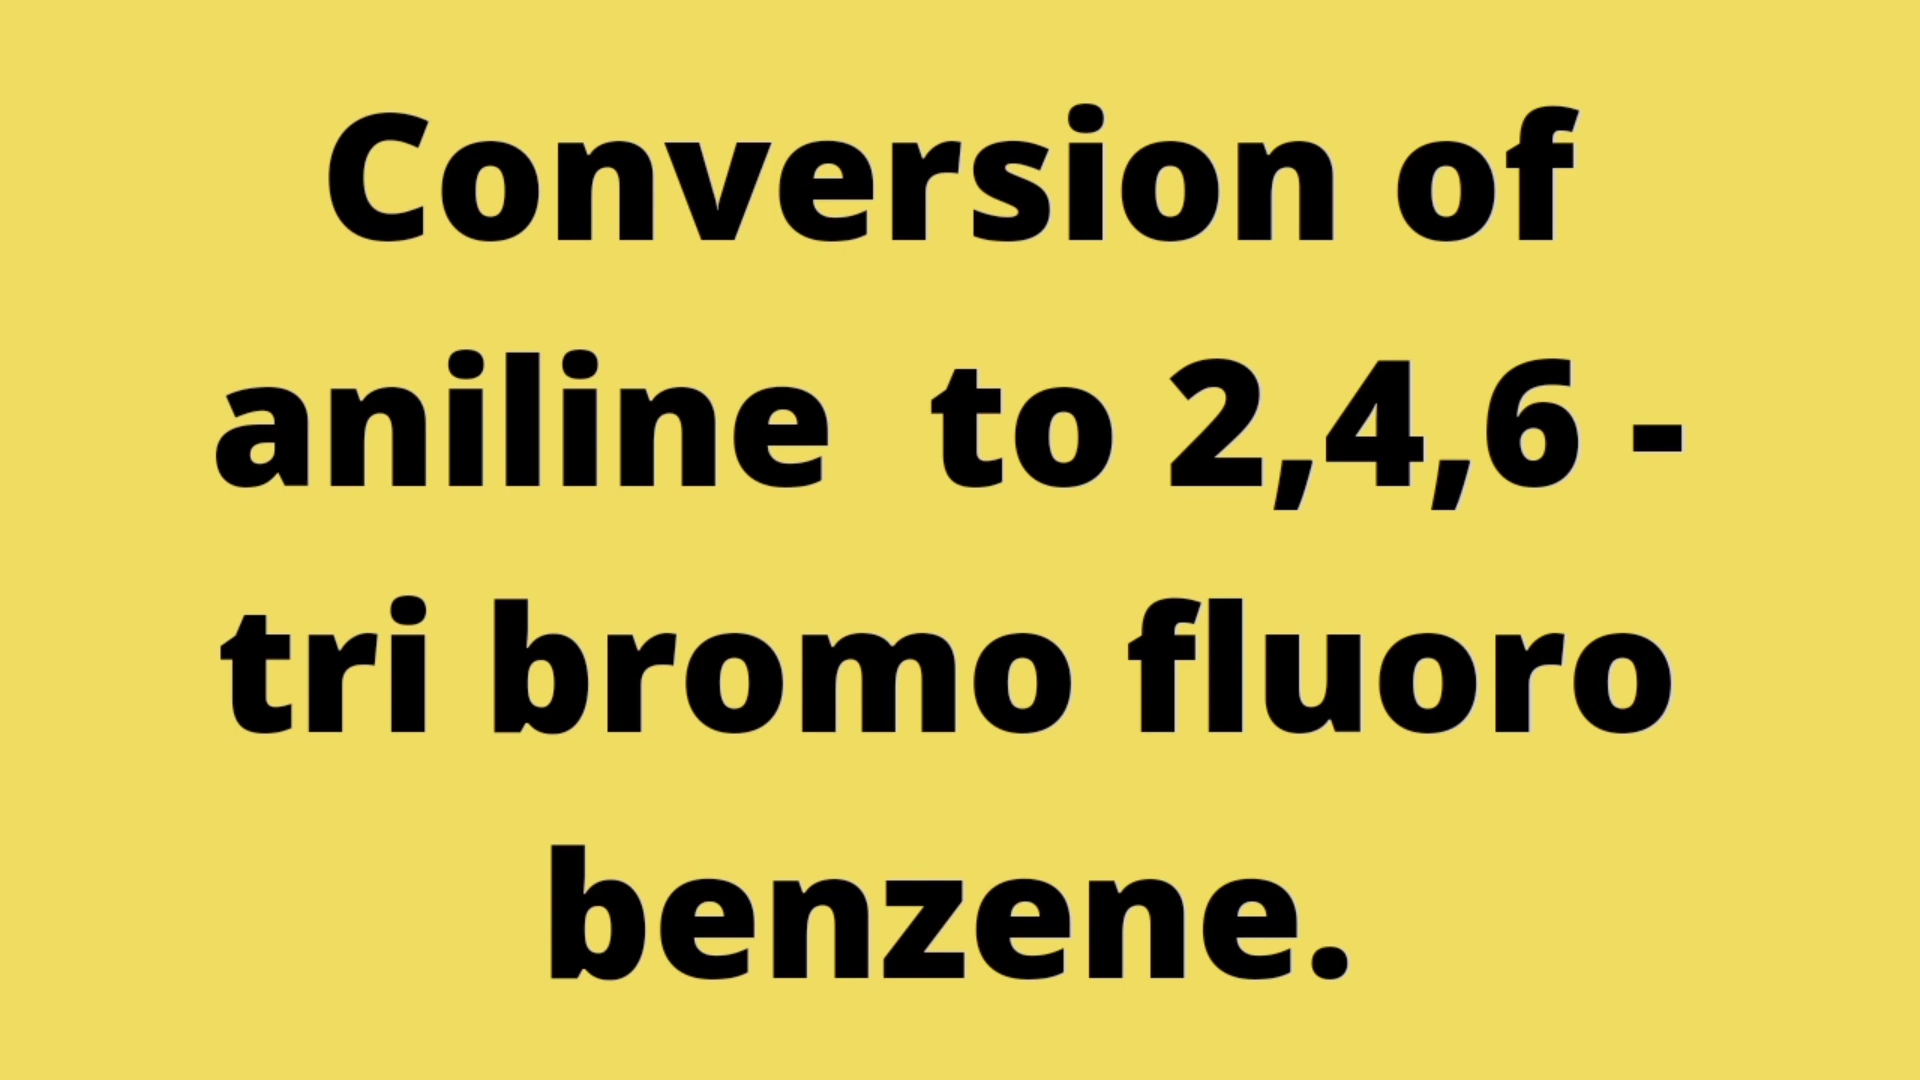 Conversion of
aniline  to 2,4,6 -
tri bromo fluoro
benzene.